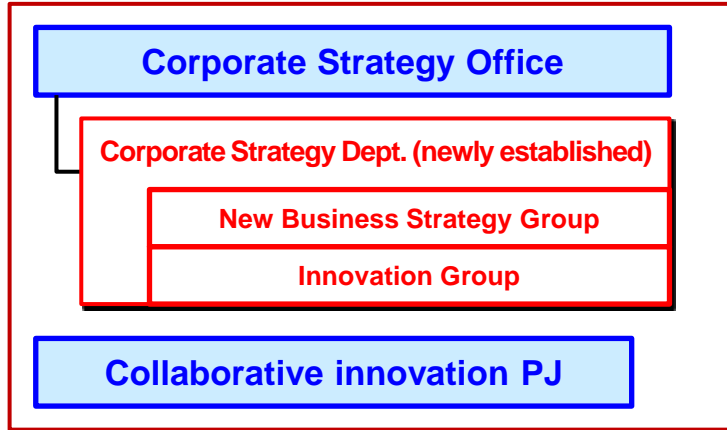 Corporate Strategy Office
Corporate Strategy Dept. (newly established)
New Business Strategy Group
Innovation Group
Collaborative innovation PJ